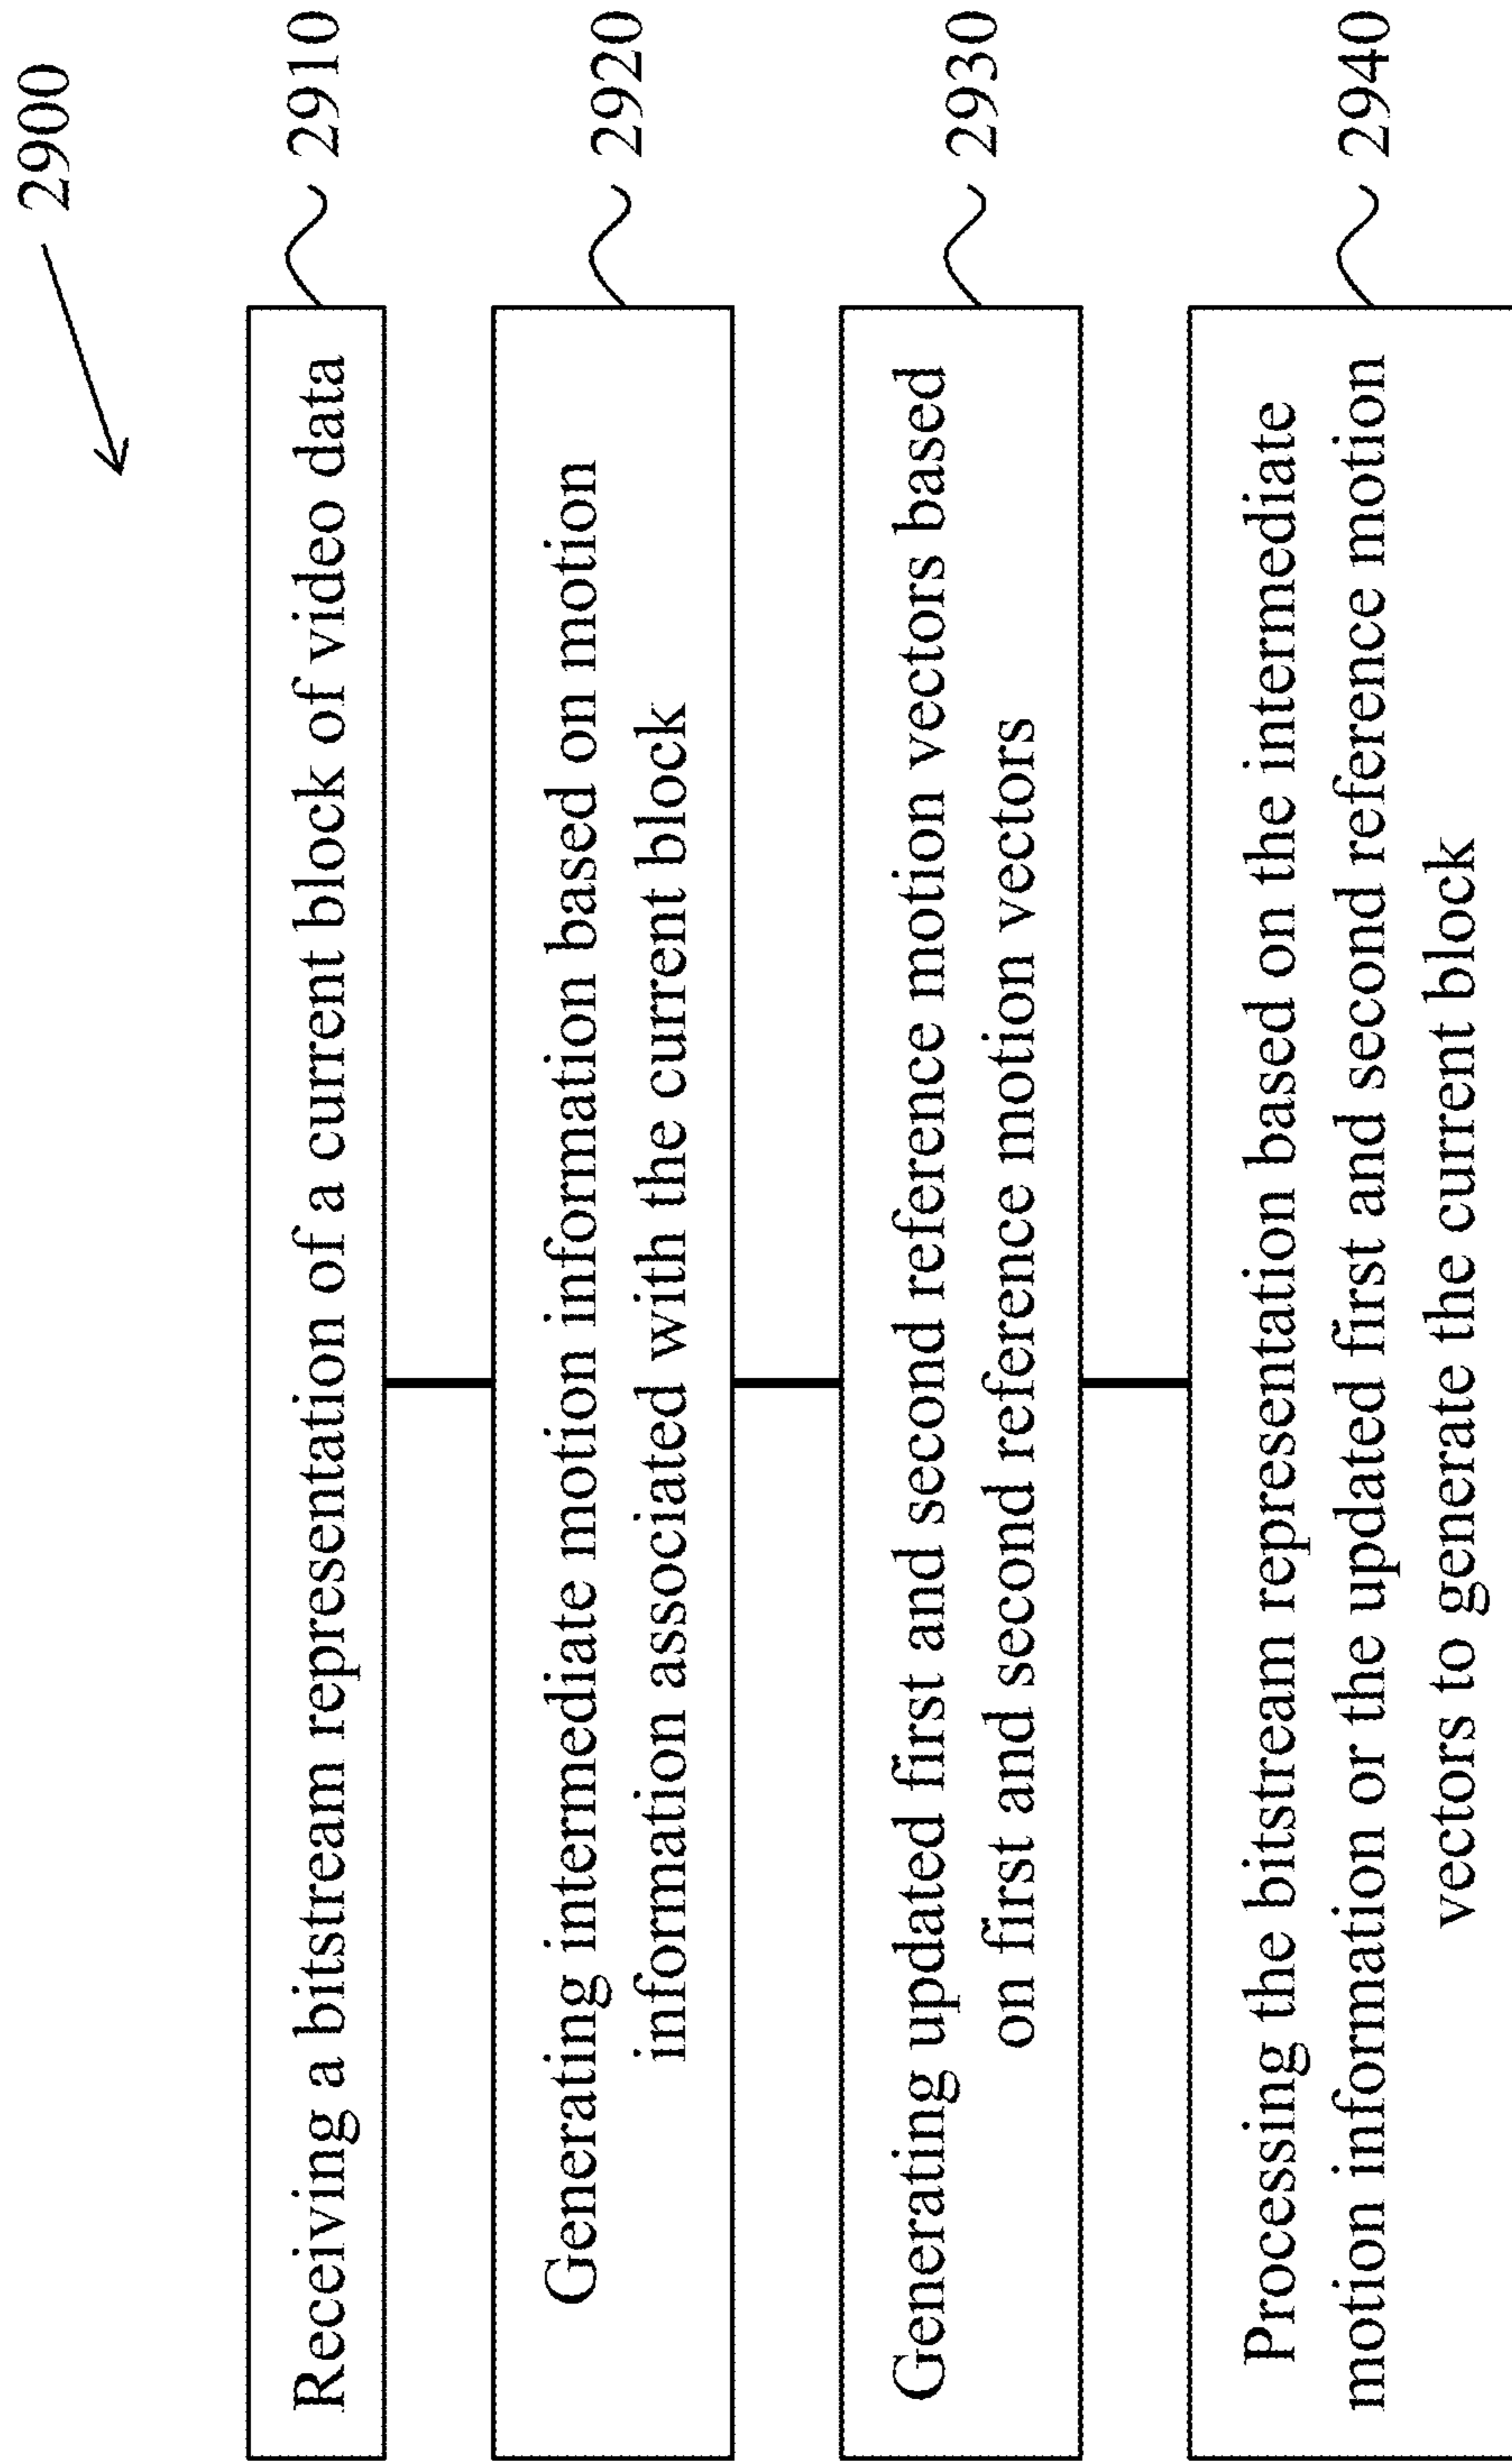 2900
Receiving a bitstream representation of a current block of video data
2910
Generating intermediate motion information based on motion
information associated with the current block
2920
Generating updated first and second reference motion vectors based
on first and second reference motion vectors
2930
Processing the bitstream representation based on the intermediate
motion information or the updated first and second reference motion
vectors to generate the current block
2940